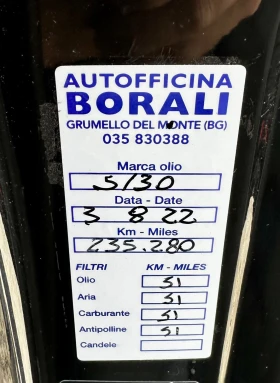 AUTOFFICINA
BORALI
GRUMELLO DEL MONTE (BG)
035 830388
Marca olio
5/30
Data - Date
3 8 22
Km - Miles
235.280
FILTRI KM - MILES
Olio SI
Aria SI
Carburante SI
Antipolline SI
Candele